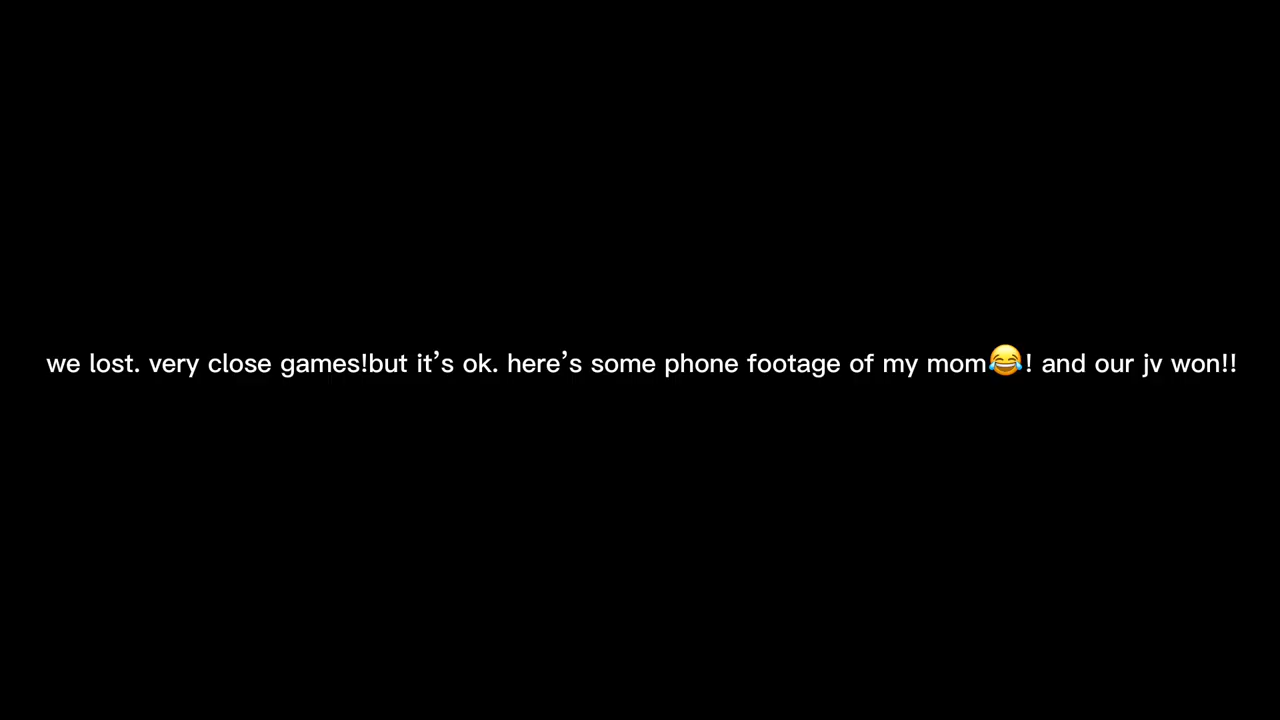 we lost. very close games!but it’s ok. here’s some phone footage of my mom😂! and our jv won!!